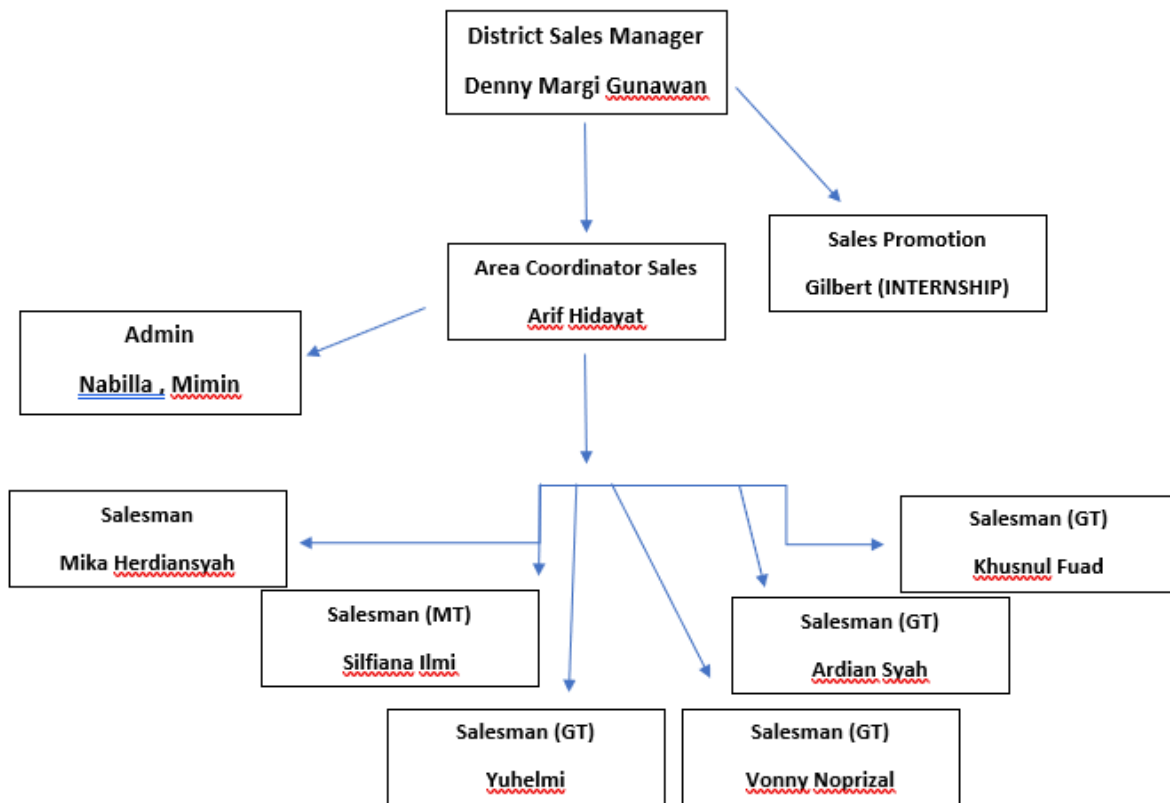 District Sales Manager
Denny Margi Gunawan
Sales Promotion
Gilbert (INTERNSHIP)
Area Coordinator Sales
Arif Hidayat
Admin
Nabilla , Mimin
Salesman
Mika Herdiansyah
Salesman (GT)
Khusnul Fuad
Salesman (MT)
Silfiana Ilmi
Salesman (GT)
Ardian Syah
Salesman (GT)
Yuhelmi
Salesman (GT)
Vonny Noprizal